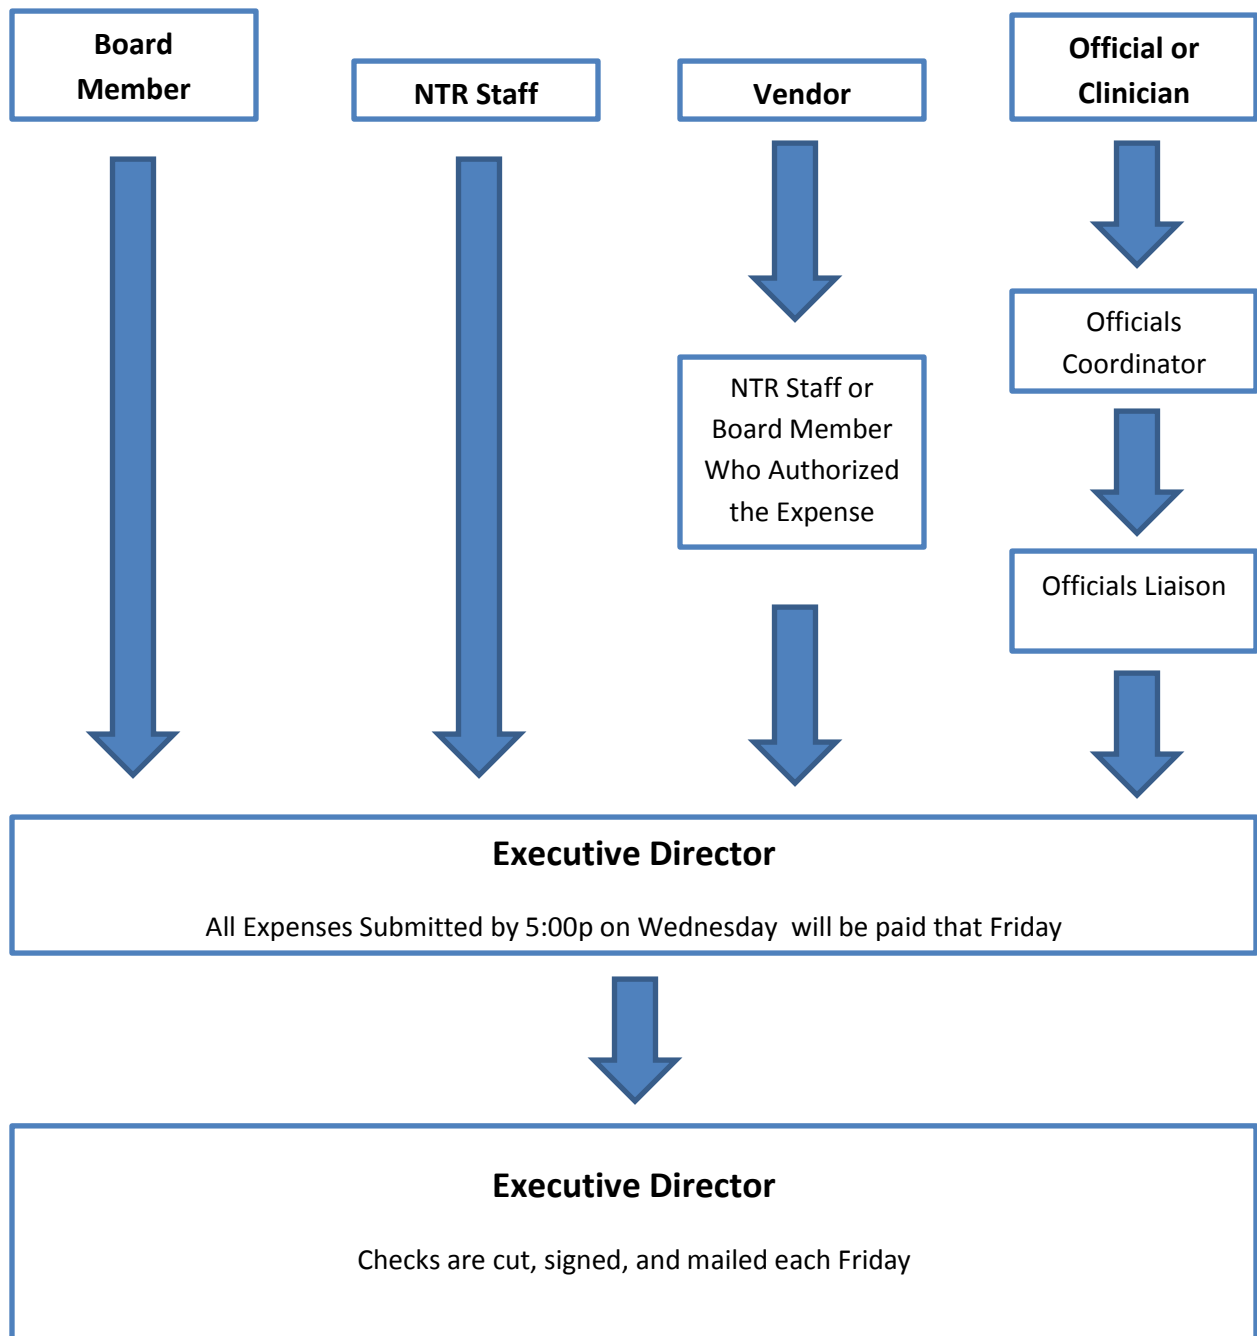 Board
Member
NTR Staff
Vendor
Official or
Clinician
Officials
Coordinator
NTR Staff or
Board Member
Who Authorized
the Expense
Officials Liaison
Executive Director
All Expenses Submitted by 5:00p on Wednesday will be paid that Friday
Executive Director
Checks are cut, signed, and mailed each Friday